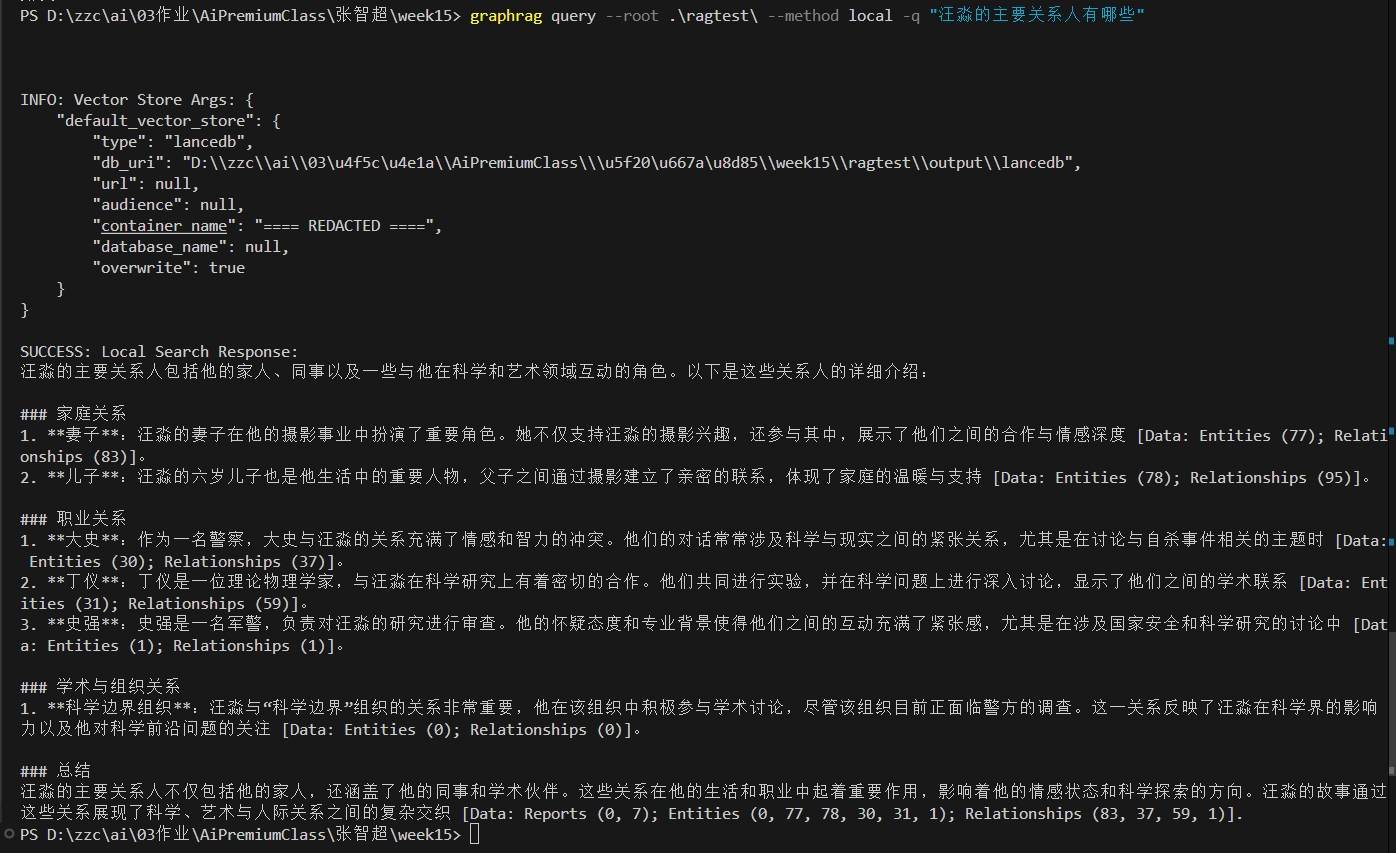 PS D:\zzc\ai\03作业\AiPremiumClass\张智超\week15> graphrag query --root .\ragtest\ --method local -q "汪淼的主要关系人有哪些"
INFO: Vector Store Args: {
    "default_vector_store": {
        "type": "lancedb",
        "db_uri": "D:\\zzc\\ai\\03\u4f5c\u4e1a\\AiPremiumClass\\\u5f20\u667a\u8d85\\week15\\ragtest\\output\\lancedb",
        "url": null,
        "audience": null,
        "container_name": "==== REDACTED ====",
        "database_name": null,
        "overwrite": true
    }
}
SUCCESS: Local Search Response:
汪淼的主要关系人包括他的家人、同事以及一些与他在科学和艺术领域互动的角色。以下是这些关系人的详细介绍：
### 家庭关系
1. **妻子**：汪淼的妻子在他的摄影事业中扮演了重要角色。她不仅支持汪淼的摄影兴趣，还参与其中，展示了他们之间的合作与情感深度 [Data: Entities (77); Relati
onships (83)]。
2. **儿子**：汪淼的六岁儿子也是他生活中的重要人物，父子之间通过摄影建立了亲密的联系，体现了家庭的温暖与支持 [Data: Entities (78); Relationships (95)]。
### 职业关系
1. **大史**：作为一名警察，大史与汪淼的关系充满了情感和智力的冲突。他们的对话常常涉及科学与现实之间的紧张关系，尤其是在讨论与自杀事件相关的主题时 [Data:
 Entities (30); Relationships (37)]。
2. **丁仪**：丁仪是一位理论物理学家，与汪淼在科学研究上有着密切的合作。他们共同进行实验，并在科学问题上进行深入讨论，显示了他们之间的学术联系 [Data: Ent
ities (31); Relationships (59)]。
3. **史强**：史强是一名军警，负责对汪淼的研究进行审查。他的怀疑态度和专业背景使得他们之间的互动充满了紧张感，尤其是在涉及国家安全和科学研究的讨论中 [Dat
a: Entities (1); Relationships (1)]。
### 学术与组织关系
1. **科学边界组织**：汪淼与“科学边界”组织的关系非常重要，他在该组织中积极参与学术讨论，尽管该组织目前正面临警方的调查。这一关系反映了汪淼在科学界的影响
力以及他对科学前沿问题的关注 [Data: Entities (0); Relationships (0)]。
### 总结
汪淼的主要关系人不仅包括他的家人，还涵盖了他的同事和学术伙伴。这些关系在他的生活和职业中起着重要作用，影响着他的情感状态和科学探索的方向。汪淼的故事通过
这些关系展现了科学、艺术与人际关系之间的复杂交织 [Data: Reports (0, 7); Entities (0, 77, 78, 30, 31, 1); Relationships (83, 37, 59, 1)].
PS D:\zzc\ai\03作业\AiPremiumClass\张智超\week15>